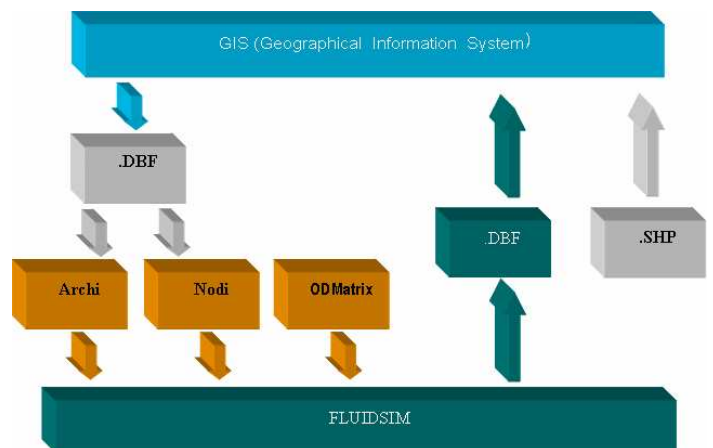 GIS (Geographical Information System)
.DBF
.DBF
.SHP
Archi
Nodi
ODMatrix
FLUIDSIM